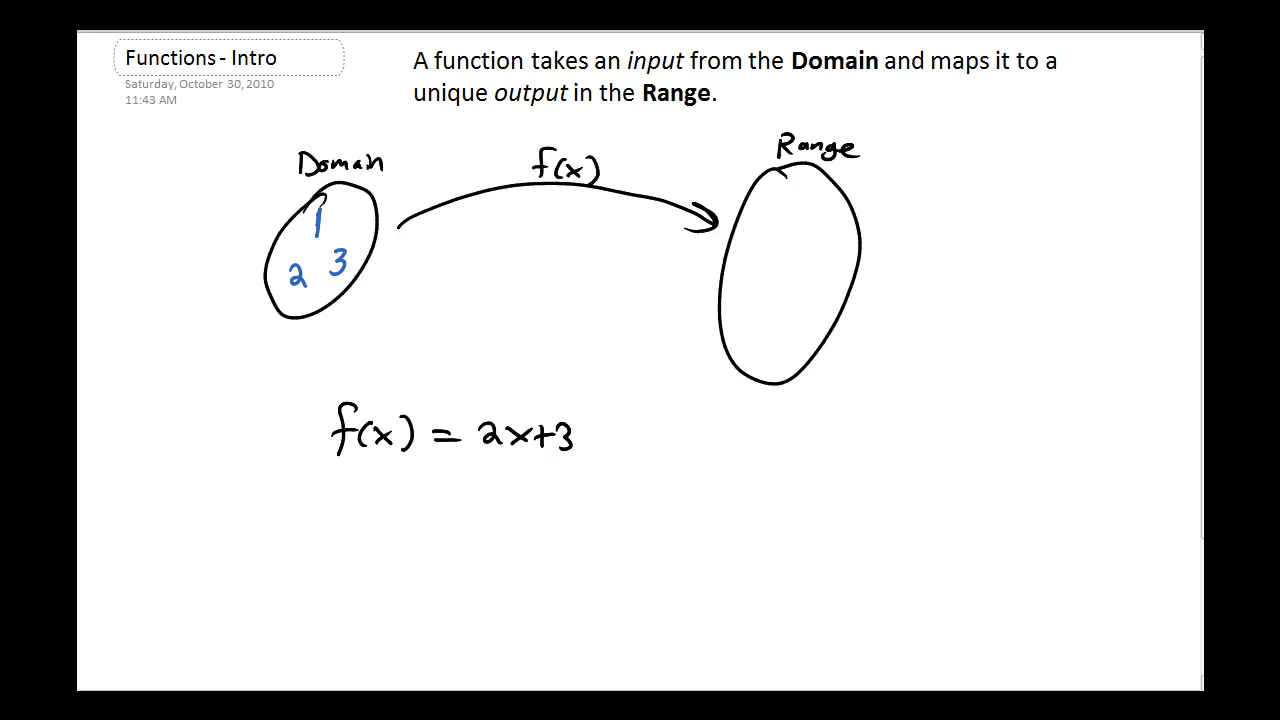 Functions - Intro
Saturday, October 30, 2010
11:43 AM
A function takes an input from the Domain and maps it to a
unique output in the Range.
Domain
f(x)
Range
1
2 3
f(x) = 2x+3